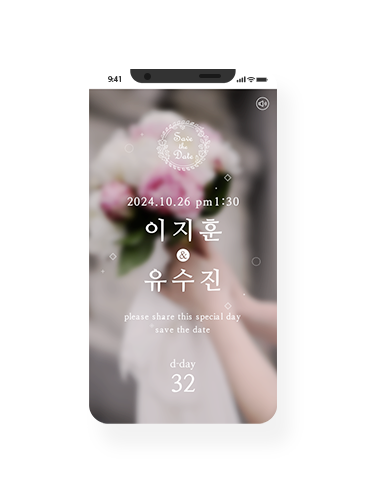 9:41
Save
the
Date
2024.10.26 pm1:30
이지훈
&
유수진
please share this special day
save the date
d-day
32